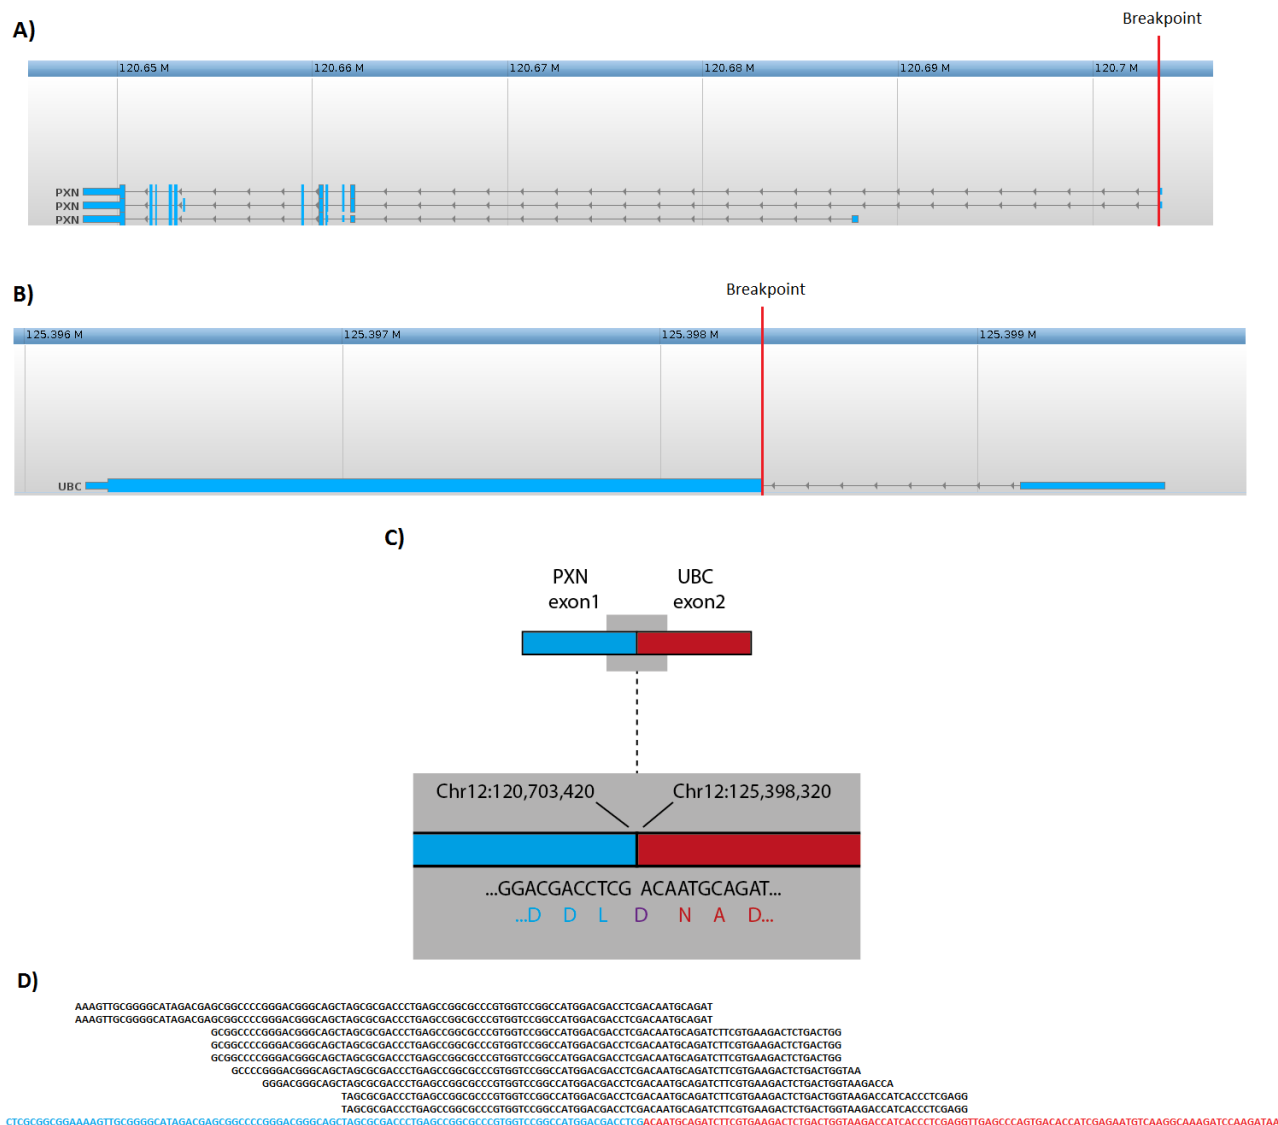 A)
Breakpoint
120.65 M 120.66 M 120.67 M 120.68 M 120.69 M 120.7 M
PXN
PXN
PXN
B)
Breakpoint
125.396 M 125.397 M 125.398 M 125.399 M
UBC
C)
PXN exon1
UBC exon2
Chr12:120,703,420 Chr12:125,398,320
...GGACGACCTCG ACAATGCAGAT...
...D D L D N A D...
D)
AAAGTTGCGGGGCATAGACGAGCGGCCCCGGGACGGGCAGCTAGCGCGACCCTGAGCCGGCGCCCGTGGTCCGGCCATGGACGACCTCGACAATGCAGAT
AAAGTTGCGGGGCATAGACGAGCGGCCCCGGGACGGGCAGCTAGCGCGACCCTGAGCCGGCGCCCGTGGTCCGGCCATGGACGACCTCGACAATGCAGAT
GCGGCCCCGGGACGGGCAGCTAGCGCGACCCTGAGCCGGCGCCCGTGGTCCGGCCATGGACGACCTCGACAATGCAGATCTTCGTGAAGACTCTGACTGG
GCGGCCCCGGGACGGGCAGCTAGCGCGACCCTGAGCCGGCGCCCGTGGTCCGGCCATGGACGACCTCGACAATGCAGATCTTCGTGAAGACTCTGACTGG
GCGGCCCCGGGACGGGCAGCTAGCGCGACCCTGAGCCGGCGCCCGTGGTCCGGCCATGGACGACCTCGACAATGCAGATCTTCGTGAAGACTCTGACTGG
GCCCCGGGACGGGCAGCTAGCGCGACCCTGAGCCGGCGCCCGTGGTCCGGCCATGGACGACCTCGACAATGCAGATCTTCGTGAAGACTCTGACTGGTAA
GGGACGGGCAGCTAGCGCGACCCTGAGCCGGCGCCCGTGGTCCGGCCATGGACGACCTCGACAATGCAGATCTTCGTGAAGACTCTGACTGGTAAGACCA
TAGCGCGACCCTGAGCCGGCGCCCGTGGTCCGGCCATGGACGACCTCGACAATGCAGATCTTCGTGAAGACTCTGACTGGTAAGACCATCACCCTCGAGG
TAGCGCGACCCTGAGCCGGCGCCCGTGGTCCGGCCATGGACGACCTCGACAATGCAGATCTTCGTGAAGACTCTGACTGGTAAGACCATCACCCTCGAGG
CTCGCGGCGGAAAAGTTGCGGGGCATAGACGAGCGGCCCCGGGACGGGCAGCTAGCGCGACCCTGAGCCGGCGCCCGTGGTCCGGCCATGGACGACCTCGACAATGCAGATCTTCGTGAAGACTCTGACTGGTAAGACCATCACCCTCGAGGTTGAGCCCAGTGACACCATCGAGAATGTCAAGGCAAAGATCCAAGATAA